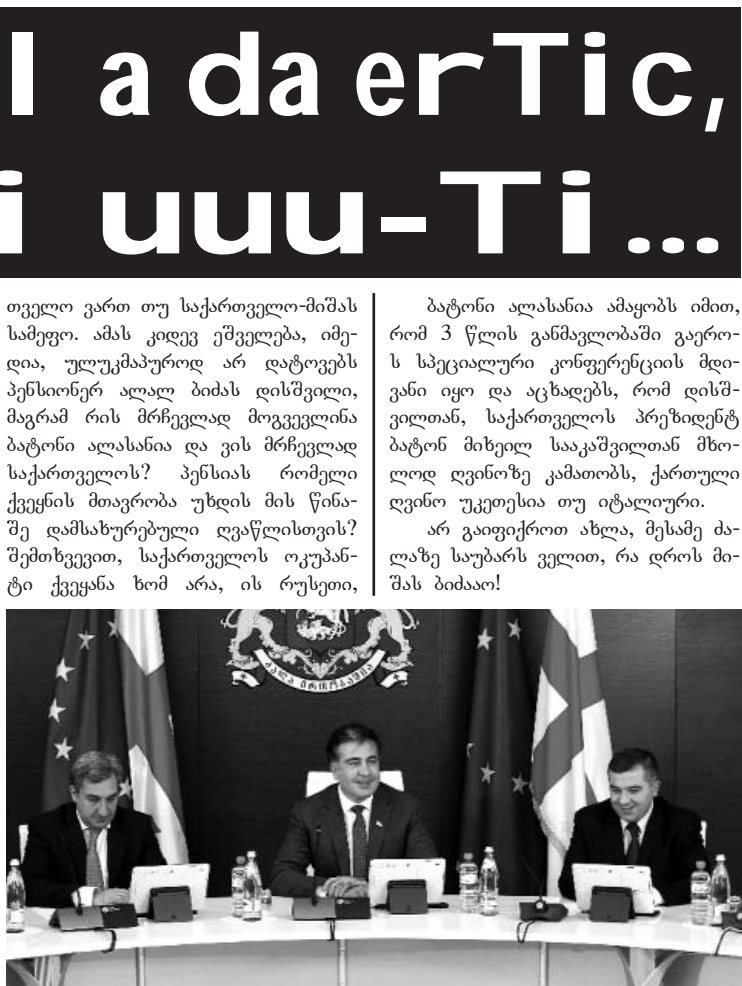 l a da erTic,
i uuu-Ti...
თველო ვართ თუ საქართველო-მიშას
სამეფო. ამას კიდევ ეშველება, იმე-
დია, ულუკმაპუროდ არ დატოვებს
პენსიონერ ალალ ბიძას დისშვილი,
მაგრამ რის მრჩევლად მოგვევლინა
ბატონი ალასანია და ვის მრჩევლად
საქართველოს? პენსიას რომელი
ქვეყნის მთავრობა უხდის მის წინა-
შე დამსახურებული ღვაწლისთვის?
შემთხვევით, საქართველოს ოკუპან-
ტი ქვეყანა ხომ არა, ის რუსეთი,
ბატონი ალასანია ამაყობს იმით,
რომ 3 წლის განმავლობაში გაერო-
ს სპეციალური კონფერენციის მდი-
ვანი იყო და აცხადებს, რომ დისშ-
ვილთან, საქართველოს პრეზიდენტ
ბატონ მიხეილ სააკაშვილთან მხო-
ლოდ ღვინოზე კამათობს, ქართული
ღვინო უკეთესია თუ იტალიური.
არ გაიფიქროთ ახლა, მესამე ძა-
ლაზე საუბარს ველით, რა დროს მი-
შას ბიძააო!
ძალა ერთობაშია